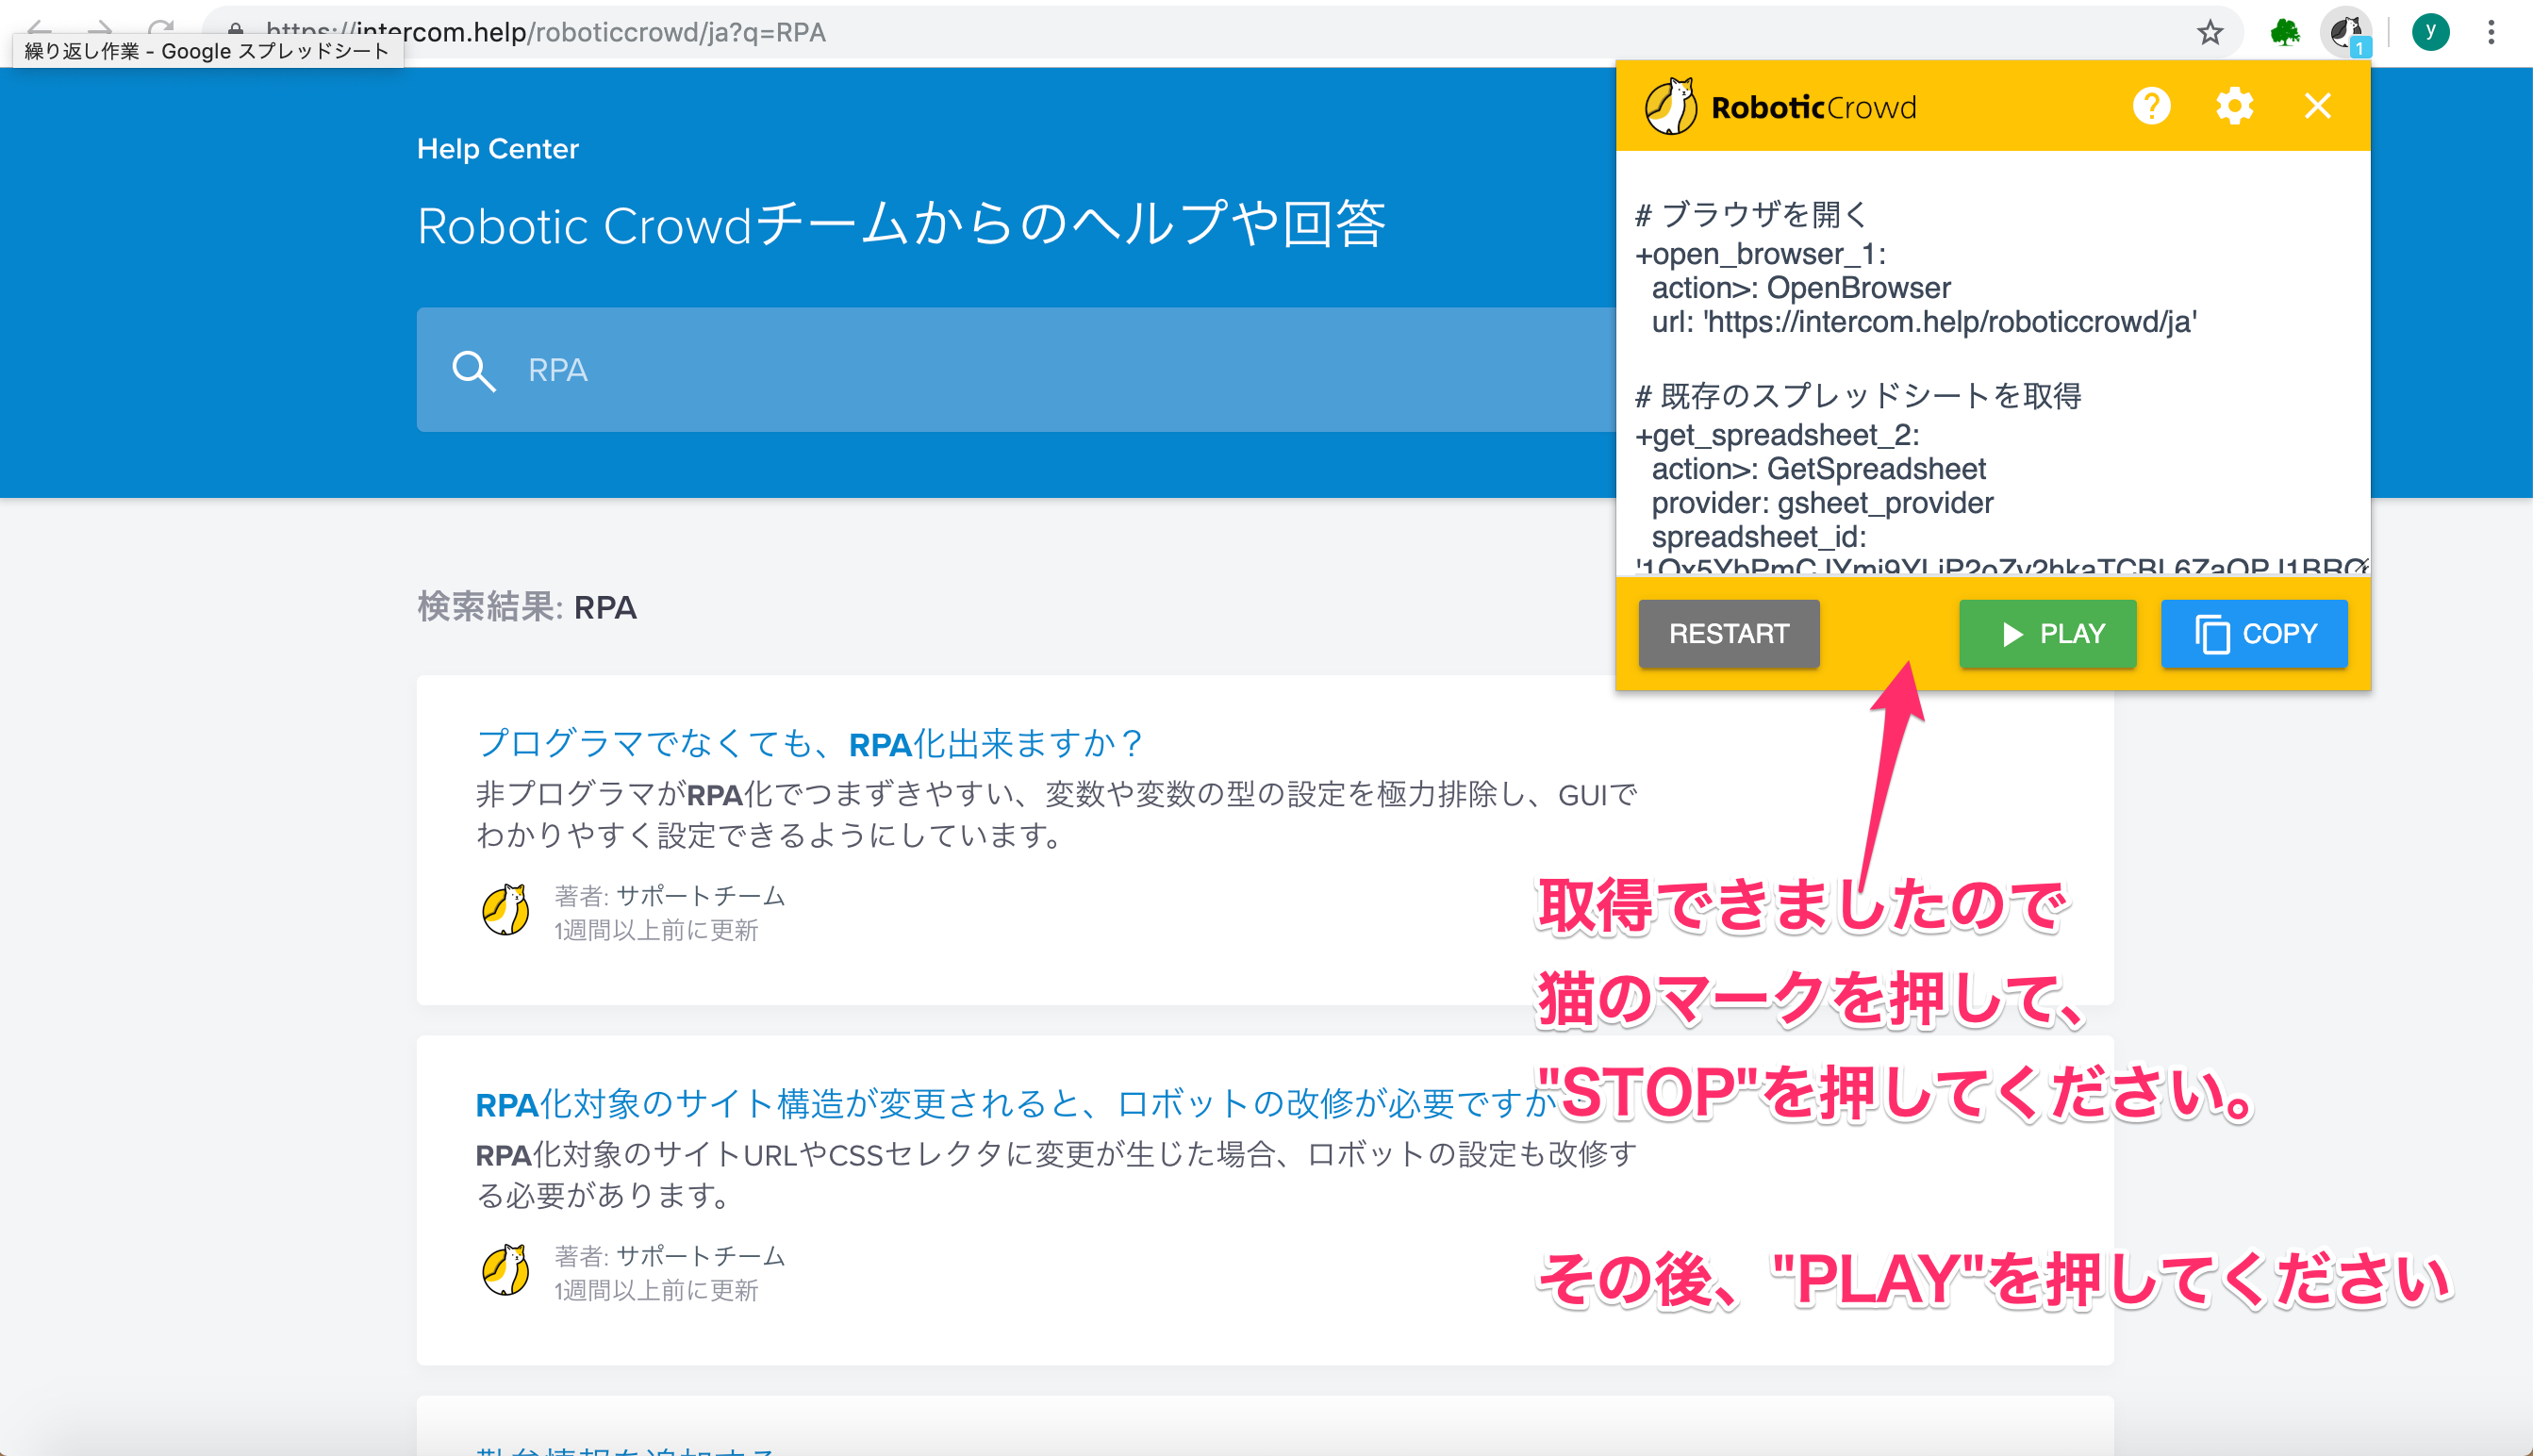 https://intercom.help/roboticcrowd/ja?q=RPA
繰り返し作業 - Google スプレッドシート
1
y
RoboticCrowd
Help Center
Robotic Crowdチームからのヘルプや回答
RPA
# ブラウザを開く
+open_browser_1:
action>: OpenBrowser
url: 'https://intercom.help/roboticcrowd/ja'
# 既存のスプレッドシートを取得
+get_spreadsheet_2:
action>: GetSpreadsheet
provider: gsheet_provider
spreadsheet_id:
RESTART
PLAY
COPY
検索結果: RPA
プログラマでなくても、RPA化出来ますか？
非プログラマがRPA化でつまずきやすい、変数や変数の型の設定を極力排除し、GUIで
わかりやすく設定できるようにしています。
著者: サポートチーム
1週間以上前に更新
取得できましたので
猫のマークを押して、
"STOP"を押してください。
その後、"PLAY"を押してください
RPA化対象のサイト構造が変更されると、ロボットの改修が必要ですか
RPA化対象のサイトURLやCSSセレクタに変更が生じた場合、ロボットの設定も改修す
る必要があります。
著者: サポートチーム
1週間以上前に更新